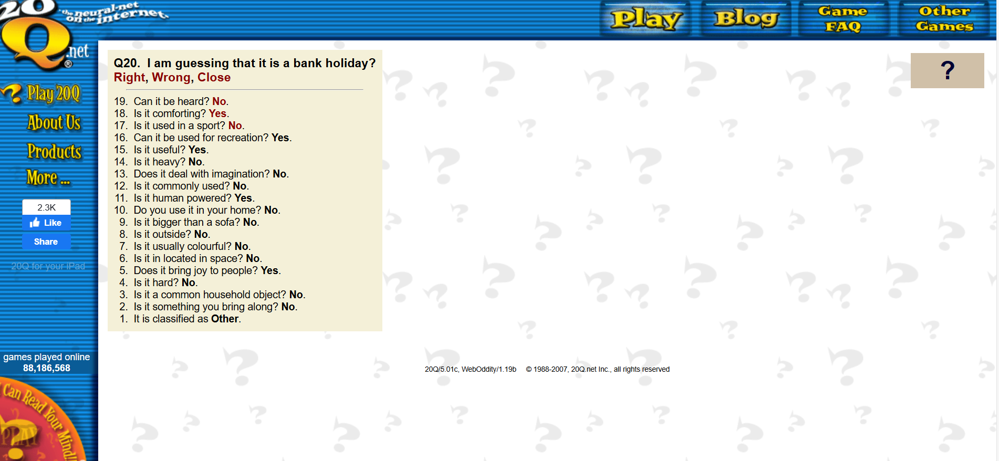 20
the neural-net
on the internet.
Q
.net
®
Play
Blog
Game
FAQ
Other
Games
Play 20Q
About Us
Products
More ...
2.3K
Like
Share
20Q for your iPad
games played online
88,186,568
I Can Read Your Mind!
PLAY
Q20. I am guessing that it is a bank holiday?
Right, Wrong, Close
19. Can it be heard? No.
18. Is it comforting? Yes.
17. Is it used in a sport? No.
16. Can it be used for recreation? Yes.
15. Is it useful? Yes.
14. Is it heavy? No.
13. Does it deal with imagination? No.
12. Is it commonly used? No.
11. Is it human powered? Yes.
10. Do you use it in your home? No.
9. Is it bigger than a sofa? No.
8. Is it outside? No.
7. Is it usually colourful? No.
6. Is it in located in space? No.
5. Does it bring joy to people? Yes.
4. Is it hard? No.
3. Is it a common household object? No.
2. Is it something you bring along? No.
1. It is classified as Other.
?
20Q/5.01c, WebOddity/1.19b © 1988-2007, 20Q.net Inc., all rights reserved